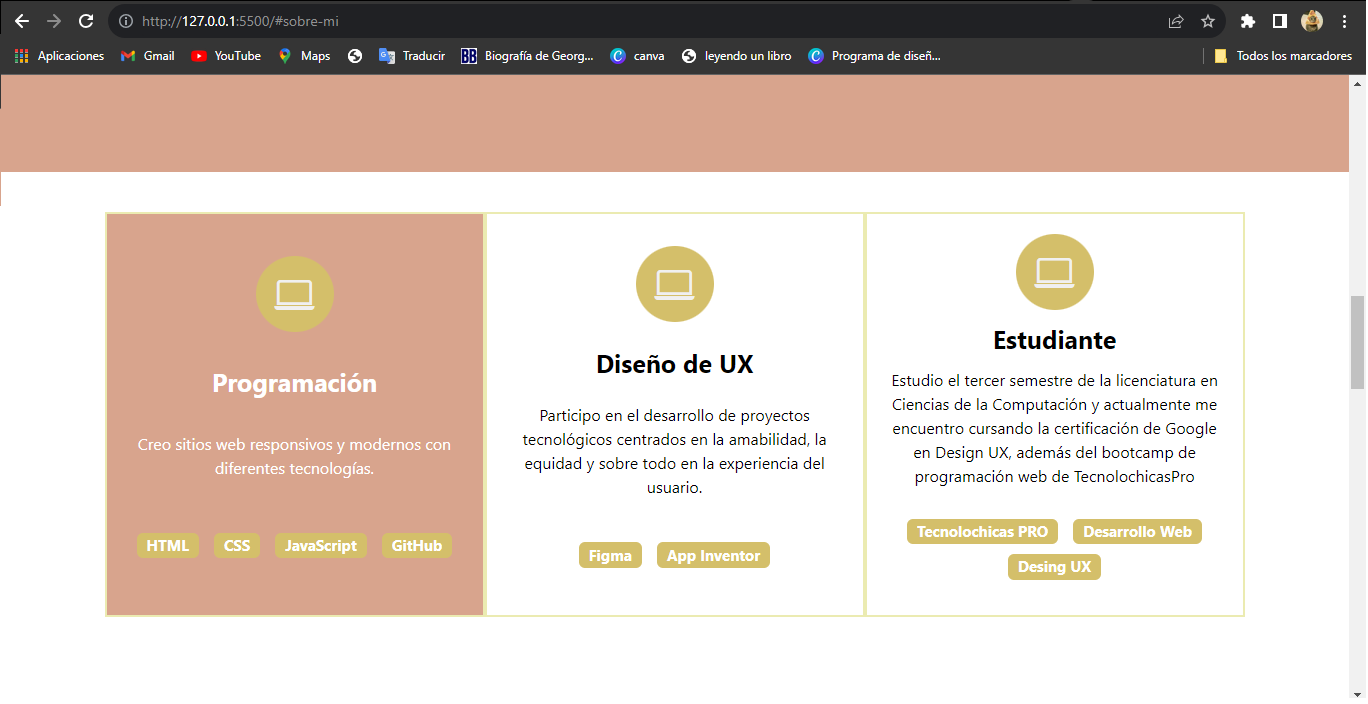 http://127.0.0.1:5500/#sobre-mi
Aplicaciones Gmail YouTube Maps Traducir BB Biografía de Georg... canva leyendo un libro Programa de diseñ... Todos los marcadores
Programación
Creo sitios web responsivos y modernos con
diferentes tecnologías.
HTML CSS JavaScript GitHub
Diseño de UX
Participo en el desarrollo de proyectos
tecnológicos centrados en la amabilidad, la
equidad y sobre todo en la experiencia del
usuario.
Figma App Inventor
Estudiante
Estudio el tercer semestre de la licenciatura en
Ciencias de la Computación y actualmente me
encuentro cursando la certificación de Google
en Design UX, además del bootcamp de
programación web de TecnolochicasPro
Tecnolochicas PRO Desarrollo Web
Desing UX